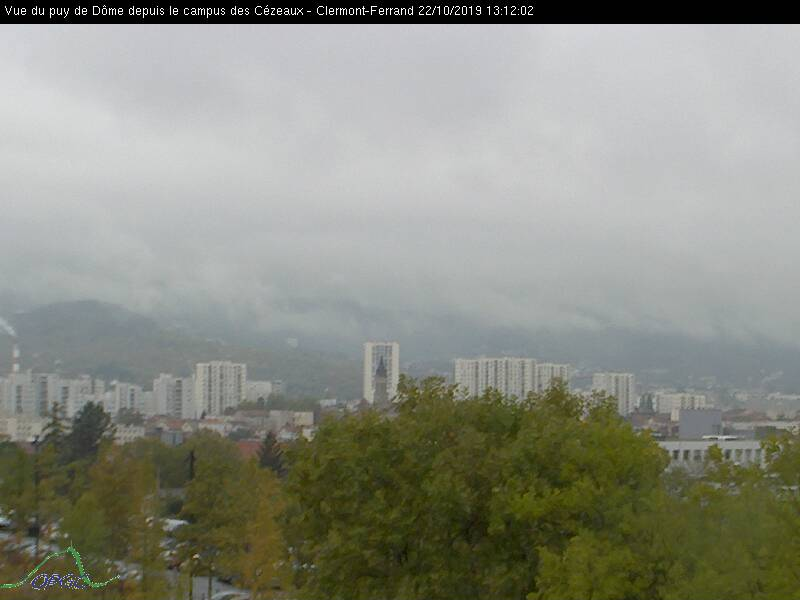 Vue du puy de Dôme depuis le campus des Cézeaux - Clermont-Ferrand 22/10/2019 13:12:02
OPGC